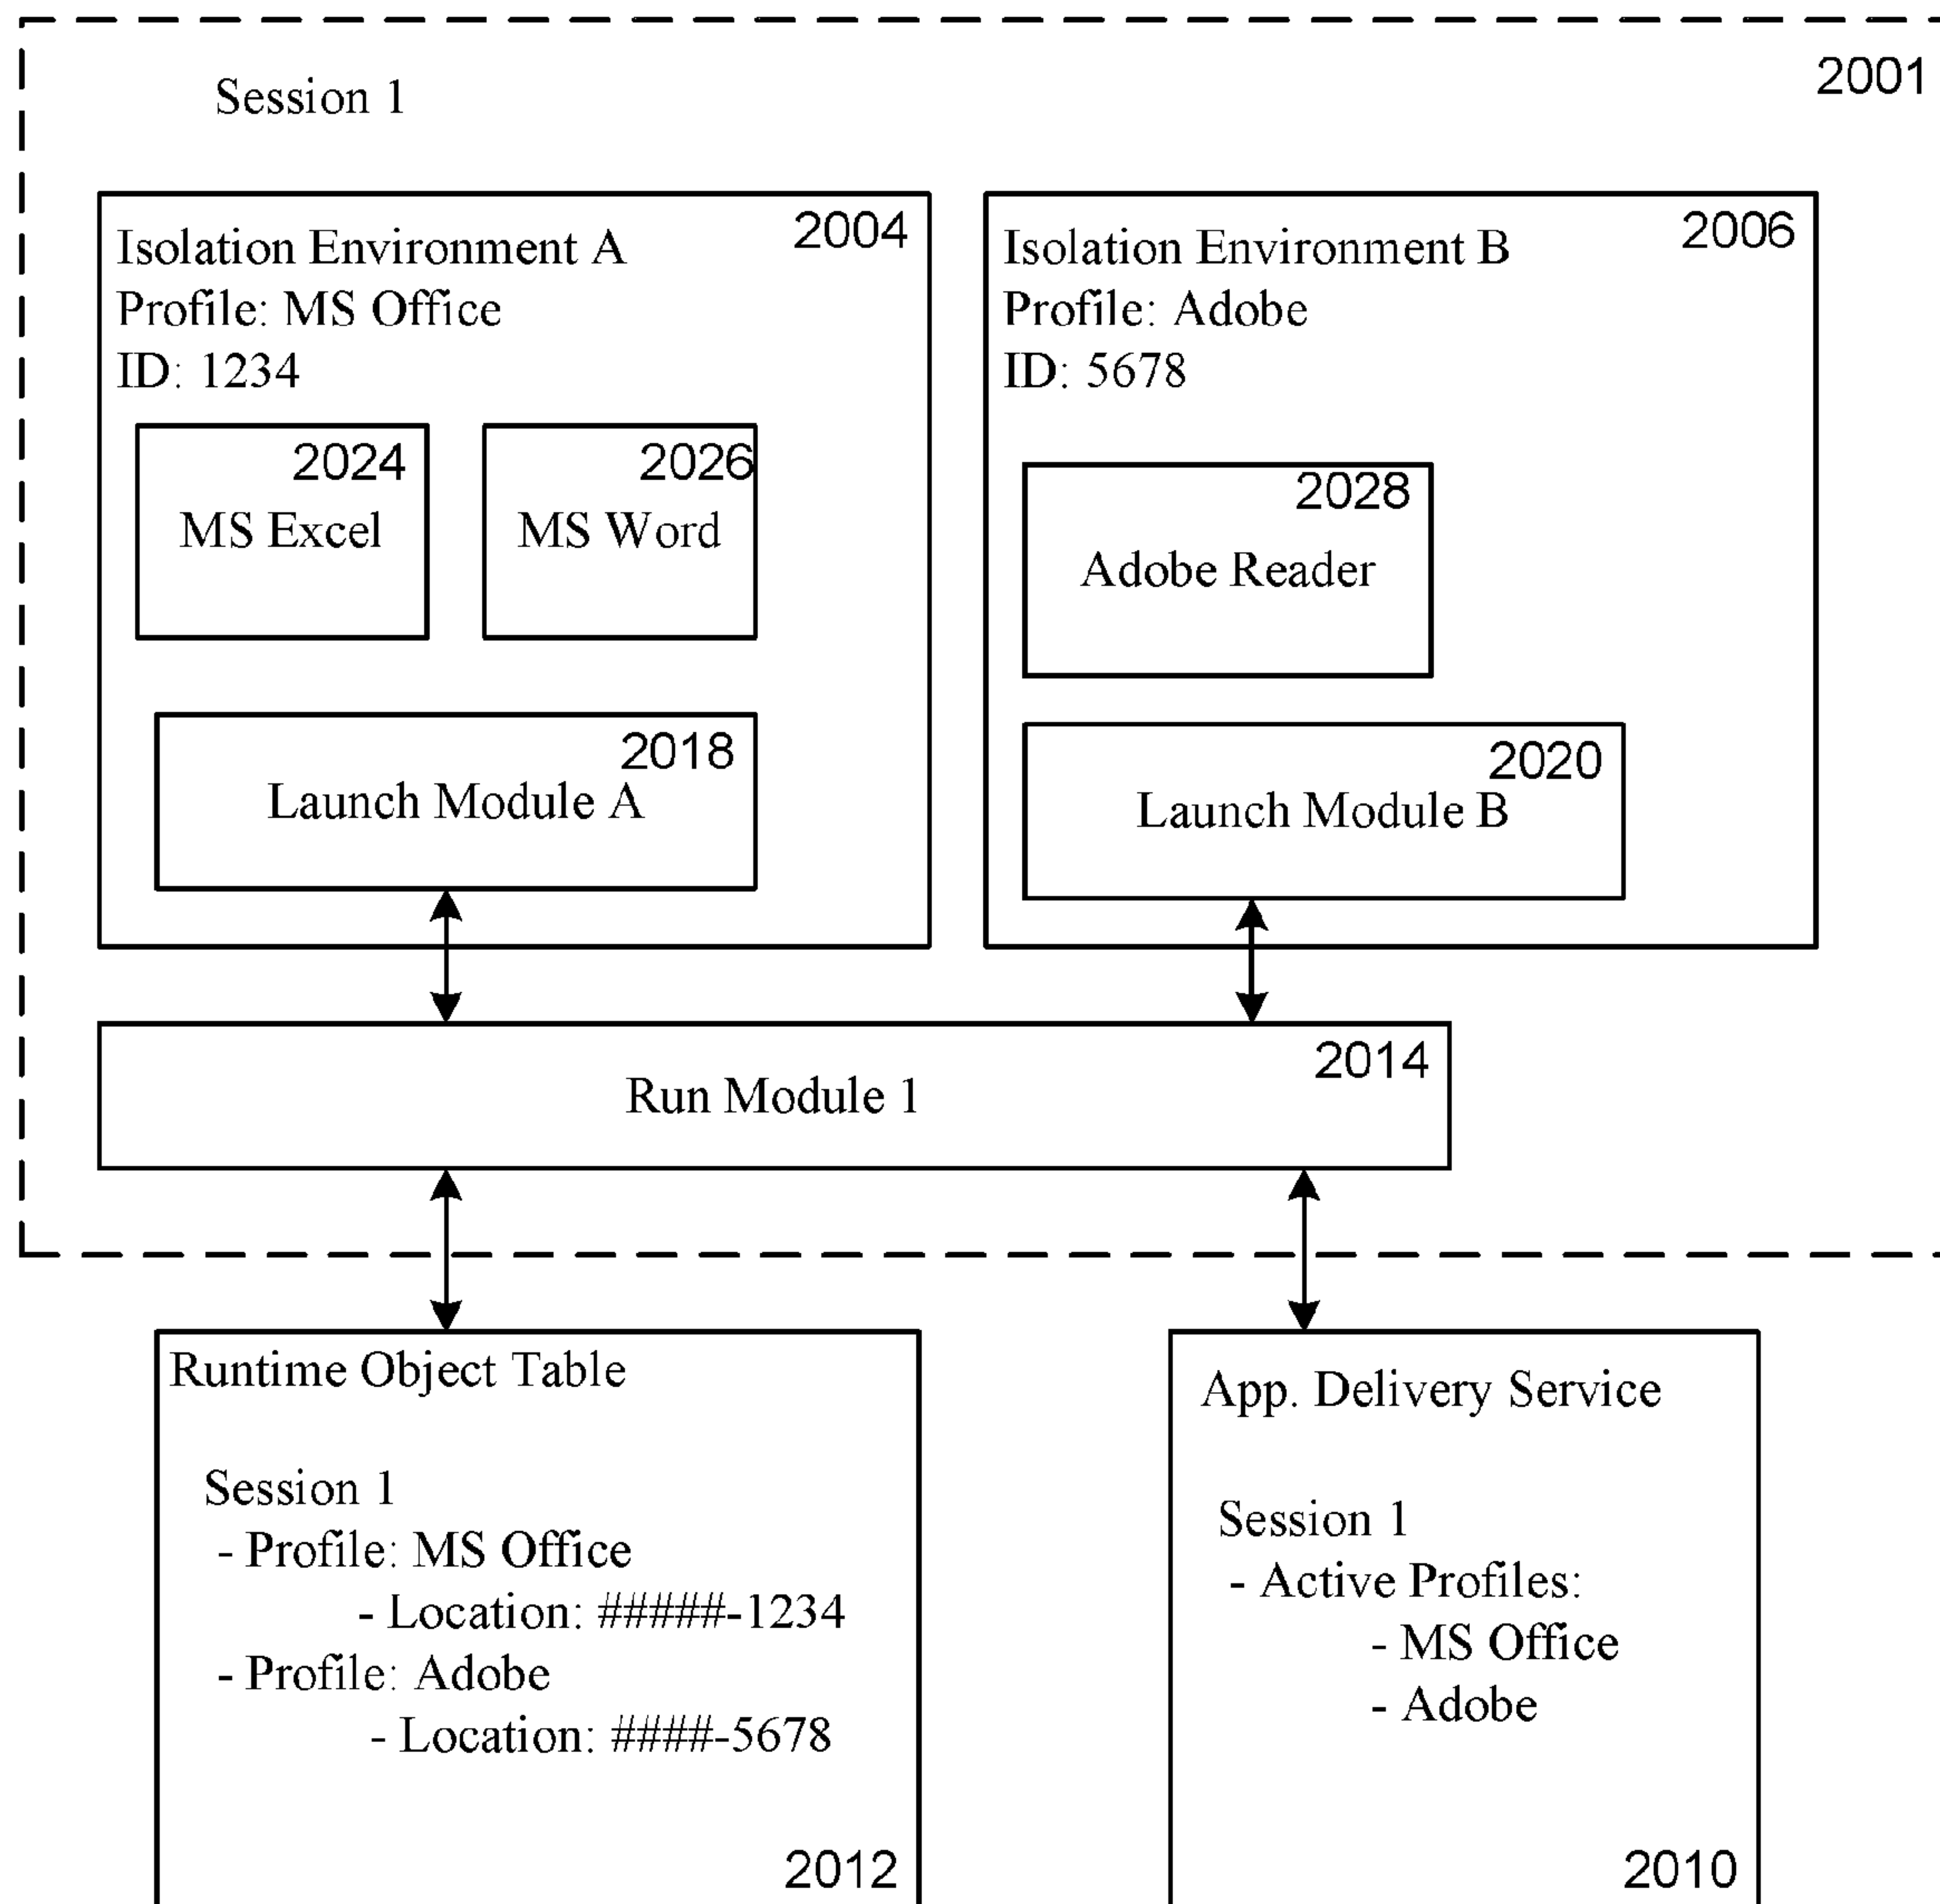 Session 1
2001
Isolation Environment A
2004
Profile: MS Office
ID: 1234
2024
MS Excel
2026
MS Word
2018
Launch Module A
Isolation Environment B
2006
Profile: Adobe
ID: 5678
2028
Adobe Reader
2020
Launch Module B
2014
Run Module 1
Runtime Object Table
Session 1
- Profile: MS Office
- Location: #####-1234
- Profile: Adobe
- Location: ####-5678
2012
App. Delivery Service
Session 1
- Active Profiles:
- MS Office
- Adobe
2010